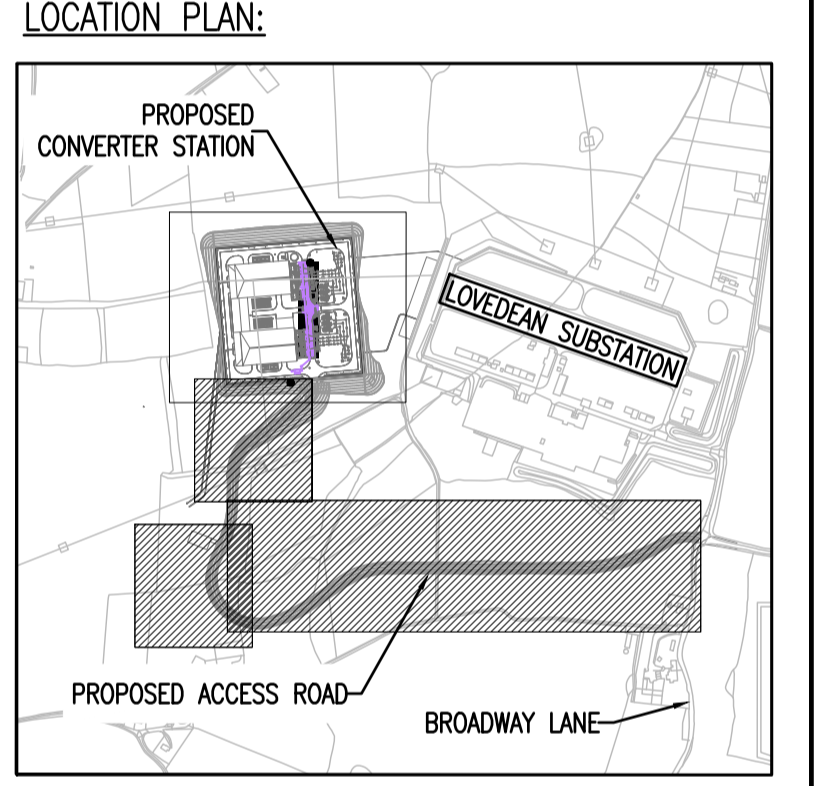 LOCATION PLAN:
PROPOSED
CONVERTER STATION
LOVEDEAN SUBSTATION
PROPOSED ACCESS ROAD
BROADWAY LANE